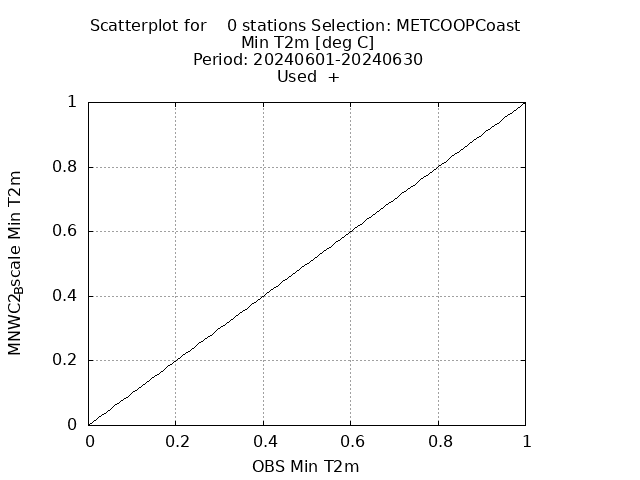 Scatterplot for    0 stations Selection: METCOOPCoast
Min T2m [deg C]
Period: 20240601-20240630
Used +
1
0.8
0.6
0.4
0.2
0
MNWC2Bscale Min T2m
0 0.2 0.4 0.6 0.8 1
OBS Min T2m